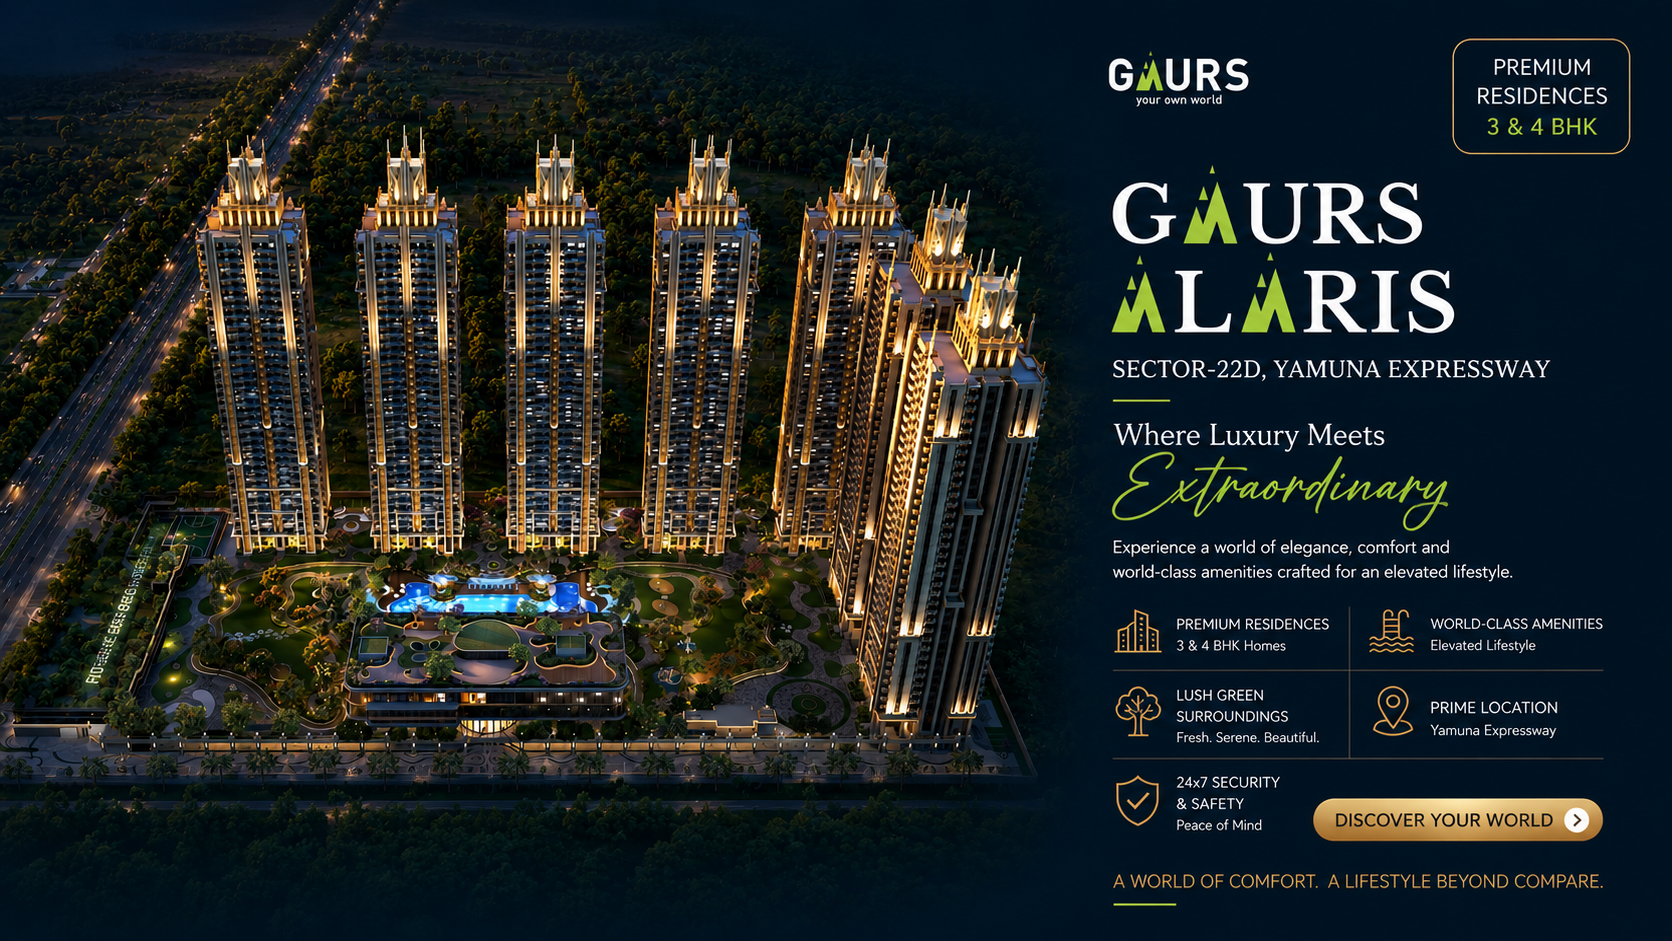 GAURS
your own world
PREMIUM
RESIDENCES
3 & 4 BHK
GAURS
ALARIS
SECTOR-22D, YAMUNA EXPRESSWAY
Where Luxury Meets
Extraordinary
Experience a world of elegance, comfort and
world-class amenities crafted for an elevated lifestyle.
PREMIUM RESIDENCES
3 & 4 BHK Homes
WORLD-CLASS AMENITIES
Elevated Lifestyle
LUSH GREEN
SURROUNDINGS
Fresh. Serene. Beautiful.
PRIME LOCATION
Yamuna Expressway
24x7 SECURITY
& SAFETY
Peace of Mind
DISCOVER YOUR WORLD
A WORLD OF COMFORT. A LIFESTYLE BEYOND COMPARE.